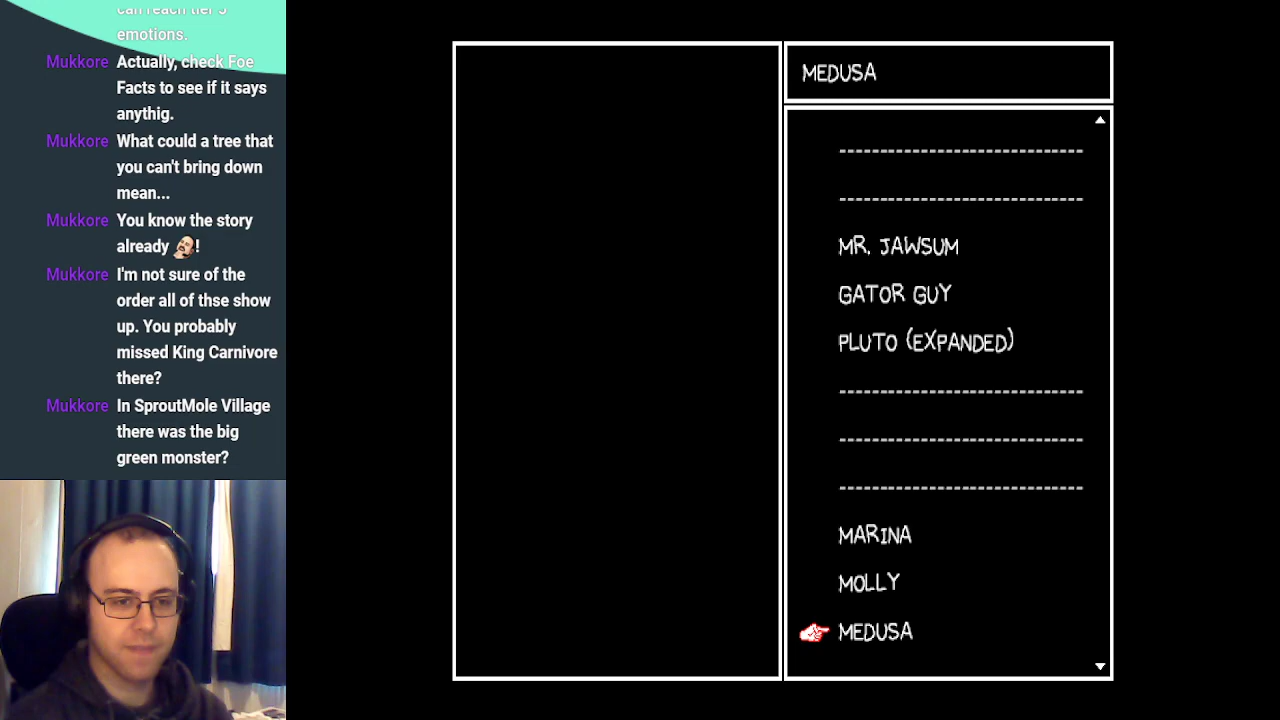 can reach tier 3
emotions.
Mukkore Actually, check Foe
Facts to see if it says
anythig.
Mukkore What could a tree that
you can't bring down
mean...
Mukkore You know the story
already !
Mukkore I'm not sure of the
order all of thse show
up. You probably
missed King Carnivore
there?
Mukkore In SproutMole Village
there was the big
green monster?
MEDUSA
---------------------------
---------------------------
MR. JAWSUM
GATOR GUY
PLUTO (EXPANDED)
---------------------------
---------------------------
---------------------------
MARINA
MOLLY
MEDUSA